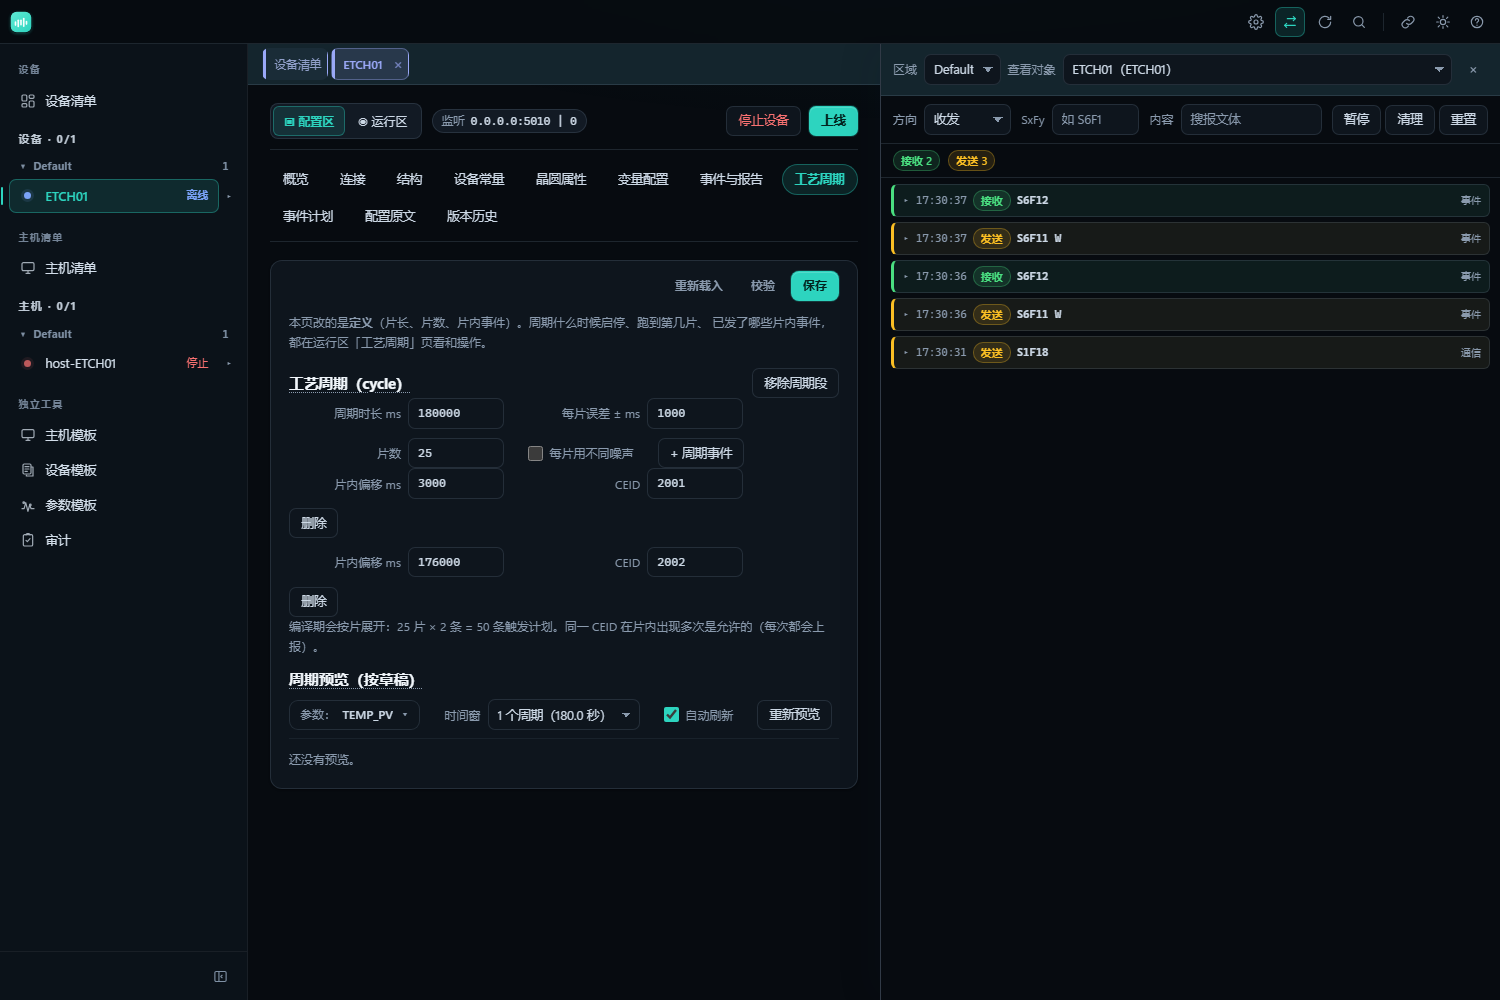 设备
设备清单
设备 · 0/1
Default 1
ETCH01 离线
主机清单
主机清单
主机 · 0/1
Default 1
host-ETCH01 停止
独立工具
主机模板
设备模板
参数模板
审计
设备清单 ETCH01 ×
配置区 运行区 监听 0.0.0.0:5010 | 0 停止设备 上线
概览 连接 结构 设备常量 晶圆属性 变量配置 事件与报告 工艺周期
事件计划 配置原文 版本历史
重新载入 校验 保存
本页改的是定义（片长、片数、片内事件）。周期什么时候启停、跑到第几片、 已发了哪些片内事件，
都在运行区「工艺周期」页看和操作。
工艺周期（cycle） 移除周期段
周期时长 ms 180000 每片误差 ± ms 1000
片数 25 每片用不同噪声 + 周期事件
片内偏移 ms 3000 CEID 2001
删除
片内偏移 ms 176000 CEID 2002
删除
编译期会按片展开：25 片 × 2 条 = 50 条触发计划。同一 CEID 在片内出现多次是允许的（每次都会上
报）。
周期预览（按草稿）
参数： TEMP_PV 时间窗 1 个周期（180.0 秒） 自动刷新 重新预览
还没有预览。
区域 Default 查看对象 ETCH01（ETCH01） ×
方向 收发 SxFy 如 S6F1 内容 搜报文体 暂停 清理 重置
接收 2 发送 3
17:30:37 接收 S6F12 事件
17:30:37 发送 S6F11 W 事件
17:30:36 接收 S6F12 事件
17:30:36 发送 S6F11 W 事件
17:30:31 发送 S1F18 通信